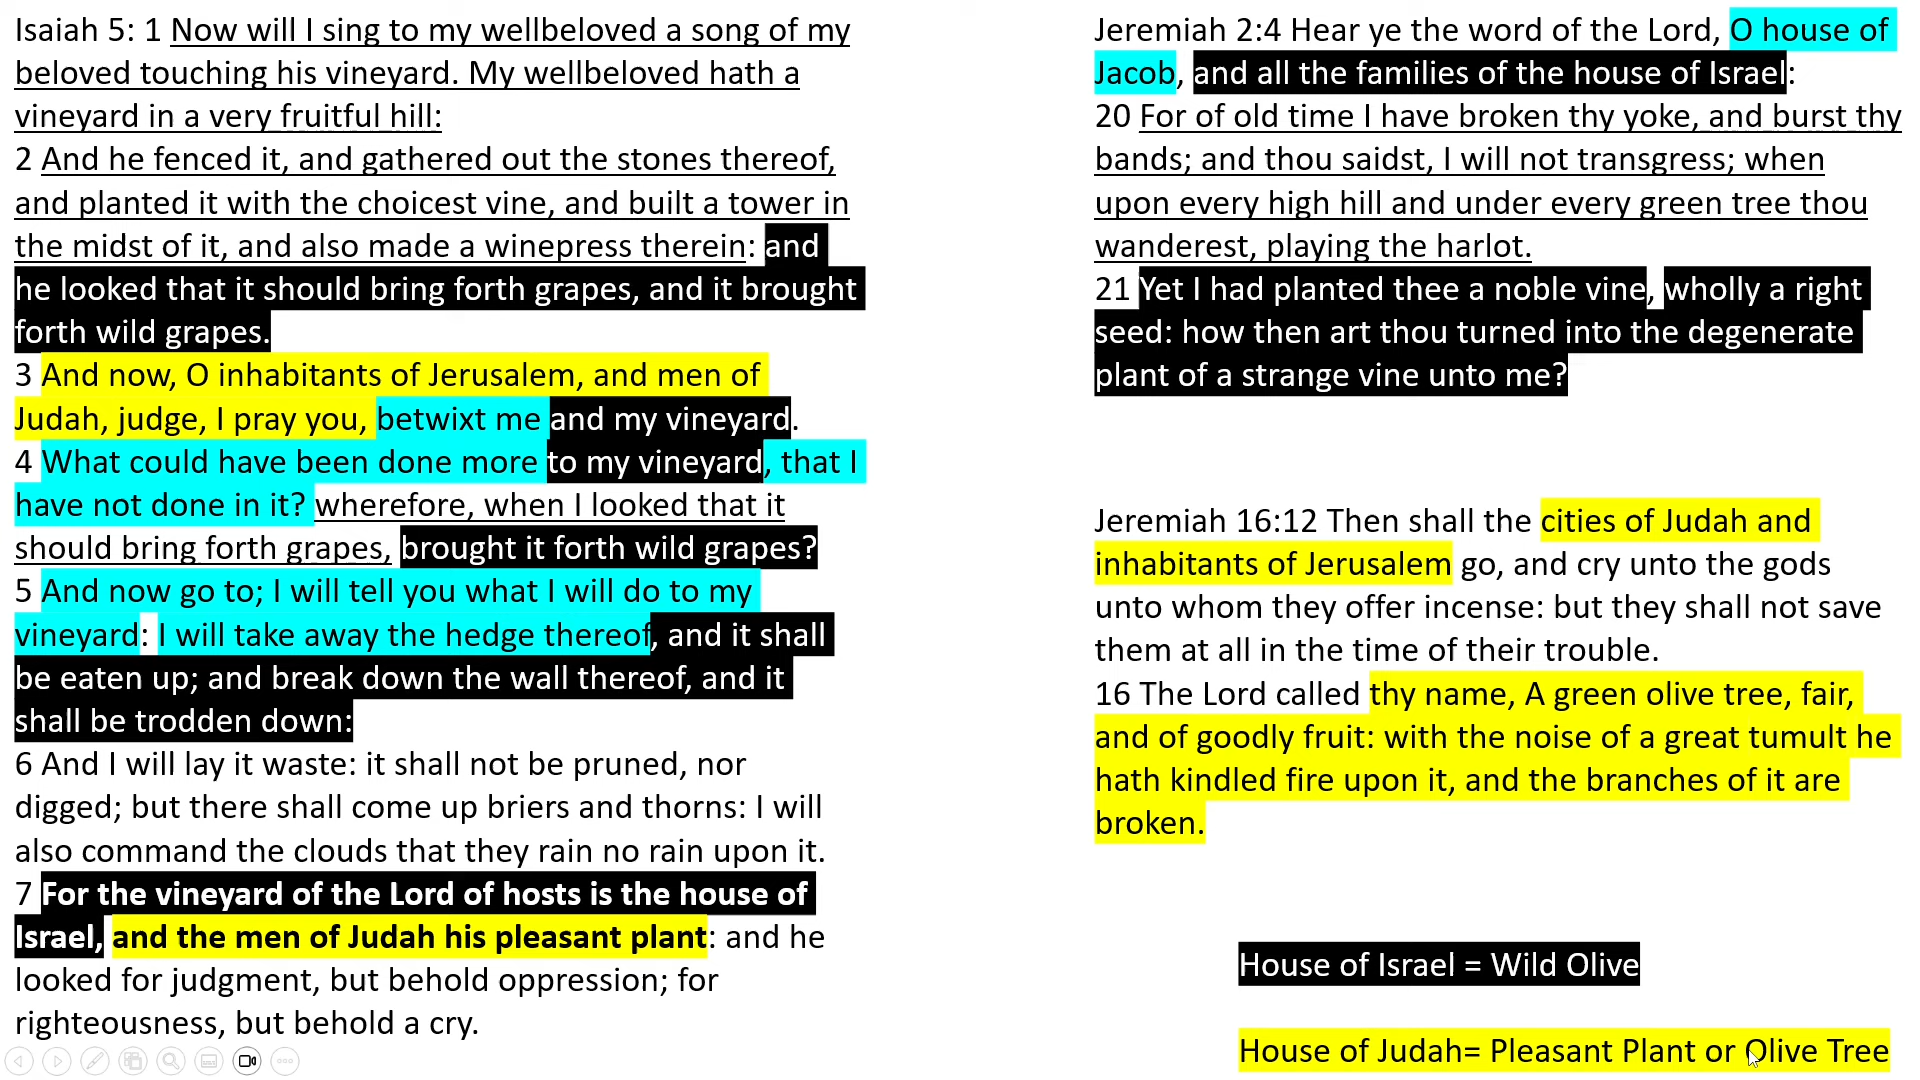 Isaiah 5: 1 Now will I sing to my wellbeloved a song of my
beloved touching his vineyard. My wellbeloved hath a
vineyard in a very fruitful hill:
2 And he fenced it, and gathered out the stones thereof,
and planted it with the choicest vine, and built a tower in
the midst of it, and also made a winepress therein: and
he looked that it should bring forth grapes, and it brought
forth wild grapes.
3 And now, O inhabitants of Jerusalem, and men of
Judah, judge, I pray you, betwixt me and my vineyard.
4 What could have been done more to my vineyard, that I
have not done in it? wherefore, when I looked that it
should bring forth grapes, brought it forth wild grapes?
5 And now go to; I will tell you what I will do to my
vineyard: I will take away the hedge thereof, and it shall
be eaten up; and break down the wall thereof, and it
shall be trodden down:
6 And I will lay it waste: it shall not be pruned, nor
digged; but there shall come up briers and thorns: I will
also command the clouds that they rain no rain upon it.
7 For the vineyard of the Lord of hosts is the house of
Israel, and the men of Judah his pleasant plant: and he
looked for judgment, but behold oppression; for
righteousness, but behold a cry.
Jeremiah 2:4 Hear ye the word of the Lord, O house of
Jacob, and all the families of the house of Israel:
20 For of old time I have broken thy yoke, and burst thy
bands; and thou saidst, I will not transgress; when
upon every high hill and under every green tree thou
wanderest, playing the harlot.
21 Yet I had planted thee a noble vine, wholly a right
seed: how then art thou turned into the degenerate
plant of a strange vine unto me?
Jeremiah 16:12 Then shall the cities of Judah and
inhabitants of Jerusalem go, and cry unto the gods
unto whom they offer incense: but they shall not save
them at all in the time of their trouble.
16 The Lord called thy name, A green olive tree, fair,
and of goodly fruit: with the noise of a great tumult he
hath kindled fire upon it, and the branches of it are
broken.
House of Israel = Wild Olive
House of Judah= Pleasant Plant or Olive Tree